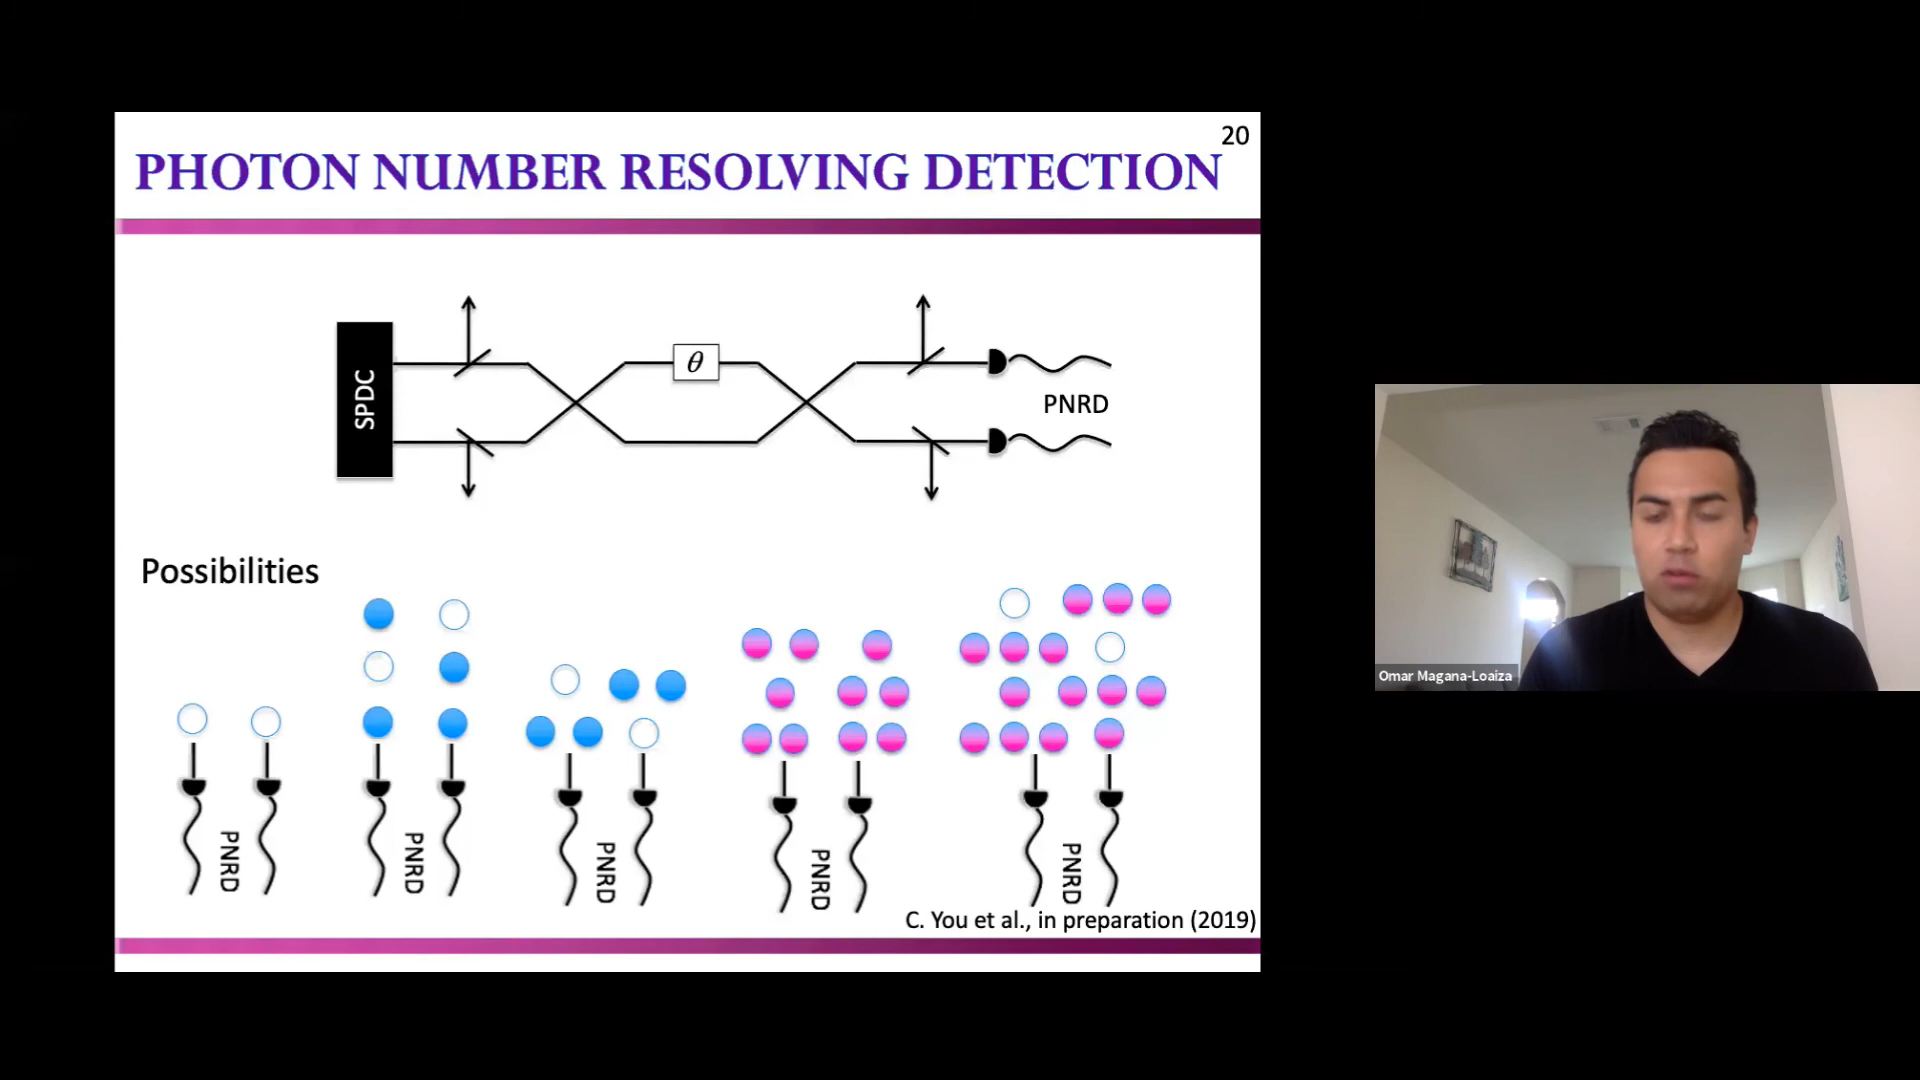 20
PHOTON NUMBER RESOLVING DETECTION
SPDC
θ
PNRD
Possibilities
PNRD
PNRD
PNRD
PNRD
PNRD
C. You et al., in preparation (2019)
Omar Magana-Loaiza